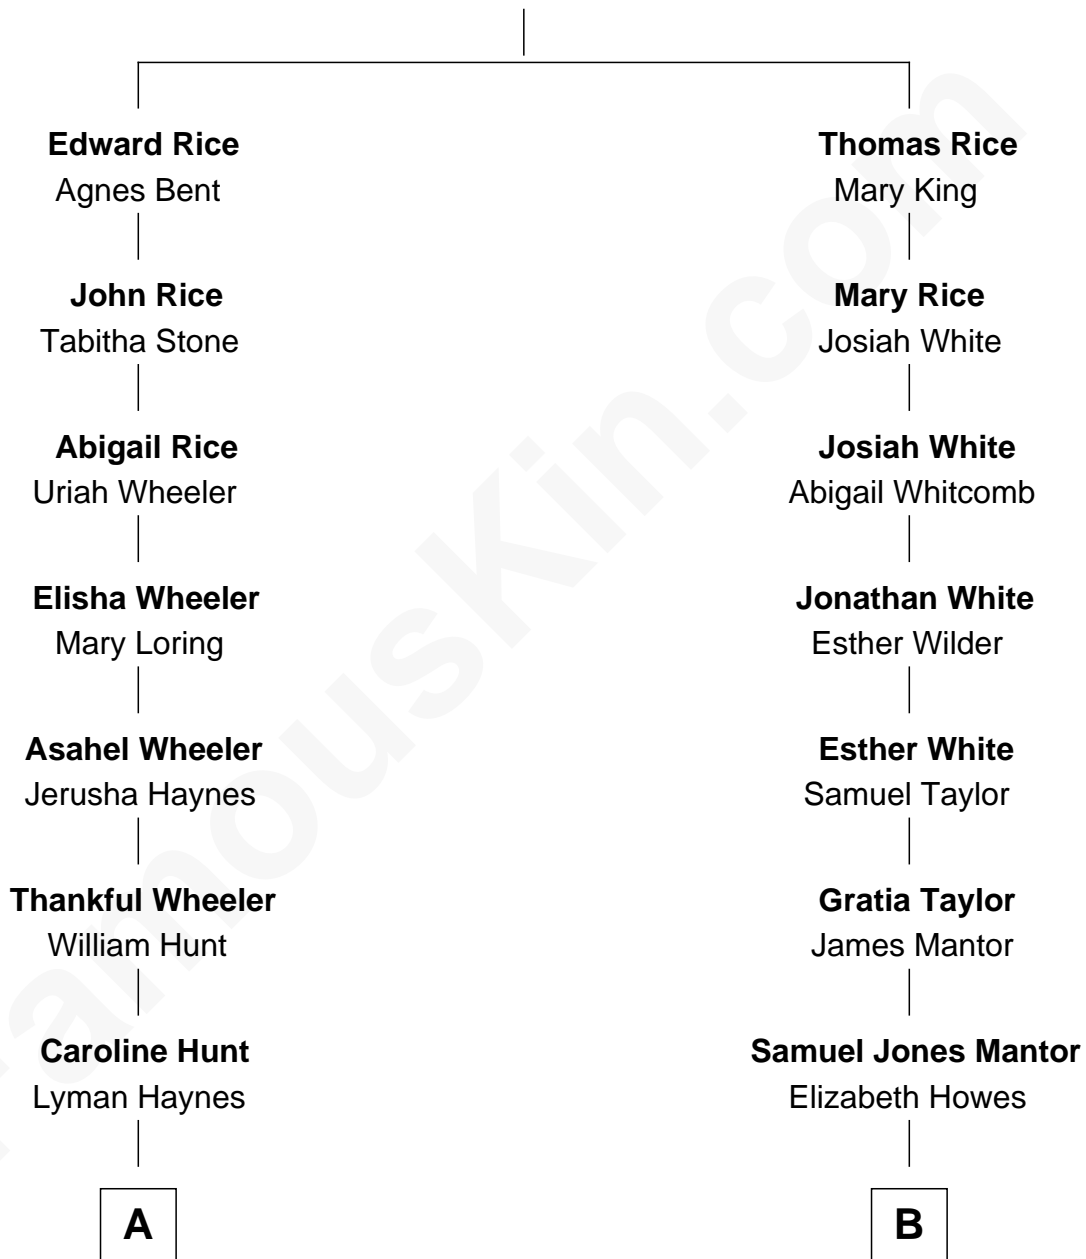 Edward Rice
Agnes Bent
John Rice
Tabitha Stone
Abigail Rice
Uriah Wheeler
Elisha Wheeler
Mary Loring
Asahel Wheeler
Jerusha Haynes
Thankful Wheeler
William Hunt
Caroline Hunt
Lyman Haynes
A
Thomas Rice
Mary King
Mary Rice
Josiah White
Josiah White
Abigail Whitcomb
Jonathan White
Esther Wilder
Esther White
Samuel Taylor
Gratia Taylor
James Mantor
Samuel Jones Mantor
Elizabeth Howes
B
FamousKin.com